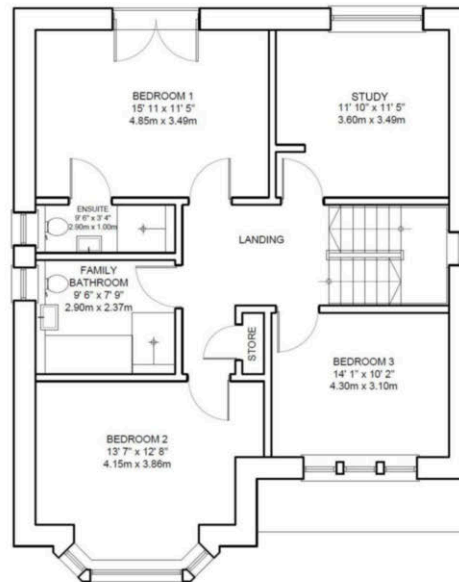 BEDROOM 1
15' 11 x 11' 5"
4.85m x 3.49m
STUDY
11' 10" x 11' 5"
3.60m x 3.49m
ENSUITE
9' 6" x 3' 4"
2.90m x 1.00m
LANDING
FAMILY
BATHROOM
9' 6" x 7' 9"
2.90m x 2.37m
STORE
BEDROOM 3
14' 1" x 10' 2"
4.30m x 3.10m
BEDROOM 2
13' 7" x 12' 8"
4.15m x 3.86m